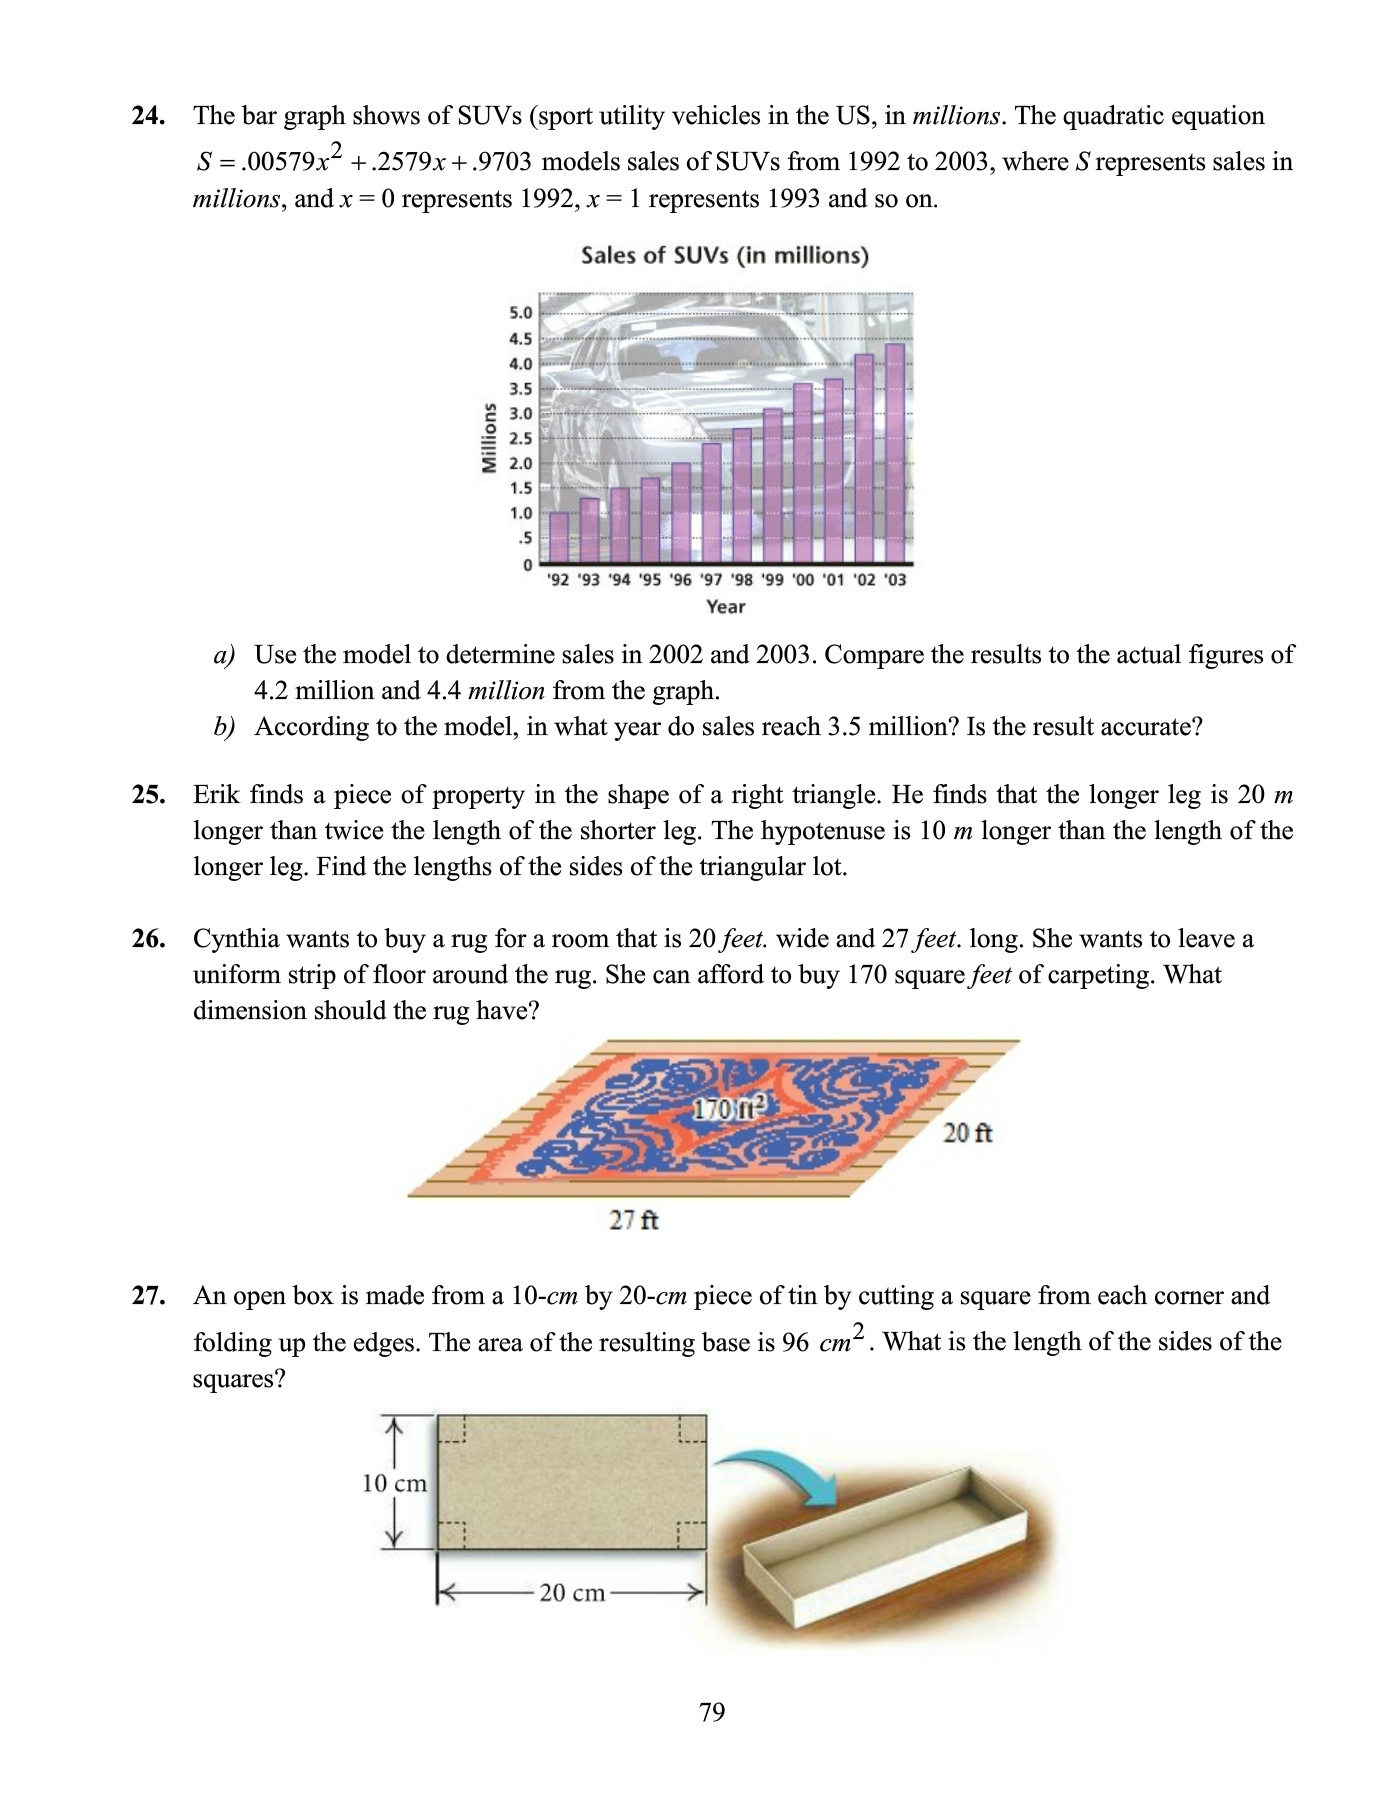 24. The bar graph shows of SUVs (sport utility vehicles in the US, in millions. The quadratic equation
S = .00579x² + .2579x + .9703 models sales of SUVs from 1992 to 2003, where S represents sales in
millions, and x = 0 represents 1992, x = 1 represents 1993 and so on.
Sales of SUVs (in millions)
5.0
4.5
4.0
3.5
3.0
2.5
2.0
1.5
1.0
.5
0
Millions
'92 '93 '94 '95 '96 '97 '98 '99 '00 '01 '02 '03
Year
a) Use the model to determine sales in 2002 and 2003. Compare the results to the actual figures of
4.2 million and 4.4 million from the graph.
b) According to the model, in what year do sales reach 3.5 million? Is the result accurate?
25. Erik finds a piece of property in the shape of a right triangle. He finds that the longer leg is 20 m
longer than twice the length of the shorter leg. The hypotenuse is 10 m longer than the length of the
longer leg. Find the lengths of the sides of the triangular lot.
26. Cynthia wants to buy a rug for a room that is 20 feet. wide and 27 feet. long. She wants to leave a
uniform strip of floor around the rug. She can afford to buy 170 square feet of carpeting. What
dimension should the rug have?
170 ft²
20 ft
27 ft
27. An open box is made from a 10-cm by 20-cm piece of tin by cutting a square from each corner and
folding up the edges. The area of the resulting base is 96 cm². What is the length of the sides of the
squares?
10 cm
20 cm
79